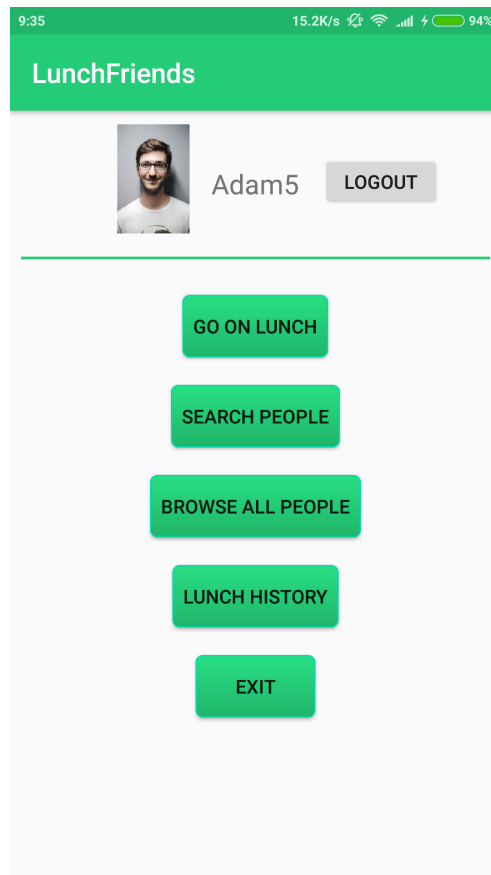 9:35 15.2K/s 94%
LunchFriends
Adam5 LOGOUT
GO ON LUNCH
SEARCH PEOPLE
BROWSE ALL PEOPLE
LUNCH HISTORY
EXIT